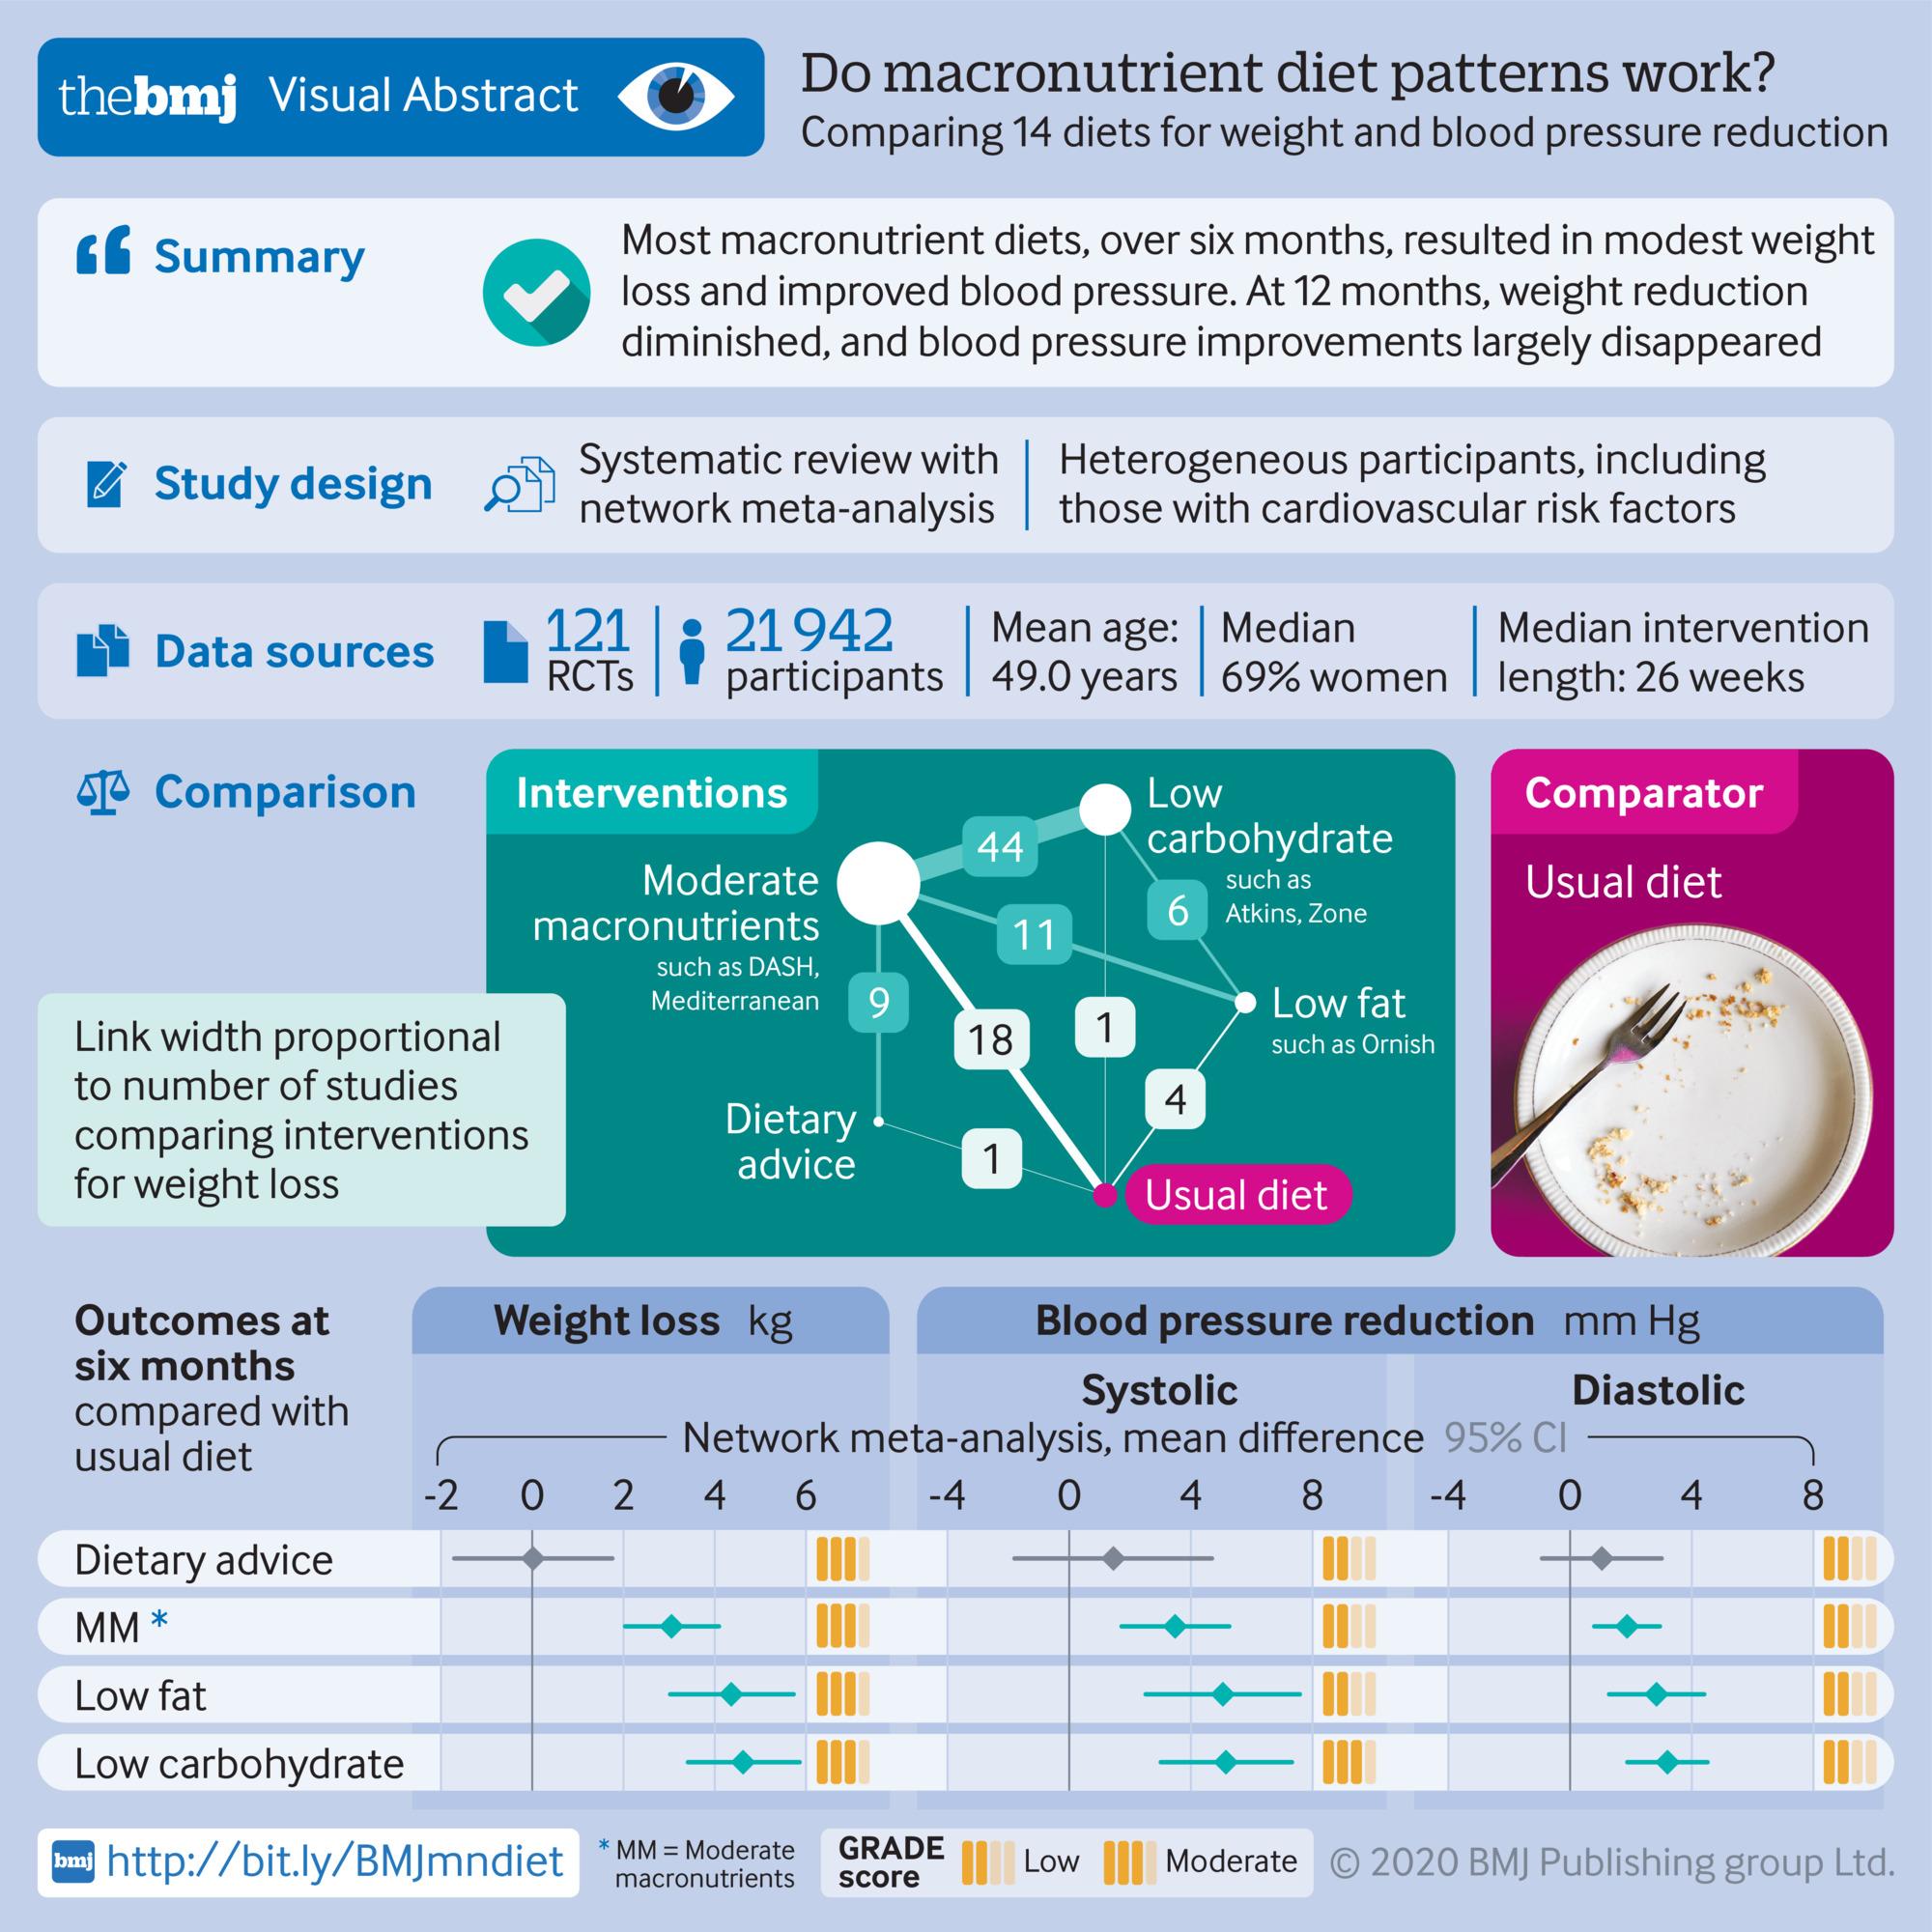 thebmj Visual Abstract
Do macronutrient diet patterns work?
Comparing 14 diets for weight and blood pressure reduction
Summary
Most macronutrient diets, over six months, resulted in modest weight
loss and improved blood pressure. At 12 months, weight reduction
diminished, and blood pressure improvements largely disappeared
Study design
Systematic review with
network meta-analysis
Heterogeneous participants, including
those with cardiovascular risk factors
Data sources
121
RCTs
21 942
participants
Mean age:
49.0 years
Median
69% women
Median intervention
length: 26 weeks
Comparison
Interventions
Low
carbohydrate
such as
Atkins, Zone
44
Moderate
macronutrients
such as DASH,
Mediterranean
6
11
9
18
1
Low fat
such as Ornish
4
Dietary
advice
1
Usual diet
Comparator
Usual diet
Link width proportional
to number of studies
comparing interventions
for weight loss
Outcomes at
six months
compared with
usual diet
Weight loss kg
Blood pressure reduction mm Hg
Systolic
Diastolic
Network meta-analysis, mean difference 95% CI
-2 0 2 4 6 -4 0 4 8 -4 0 4 8
Dietary advice
MM *
Low fat
Low carbohydrate
bmj http://bit.ly/BMJmndiet
* MM = Moderate
macronutrients
GRADE
score
Low
Moderate
© 2020 BMJ Publishing group Ltd.